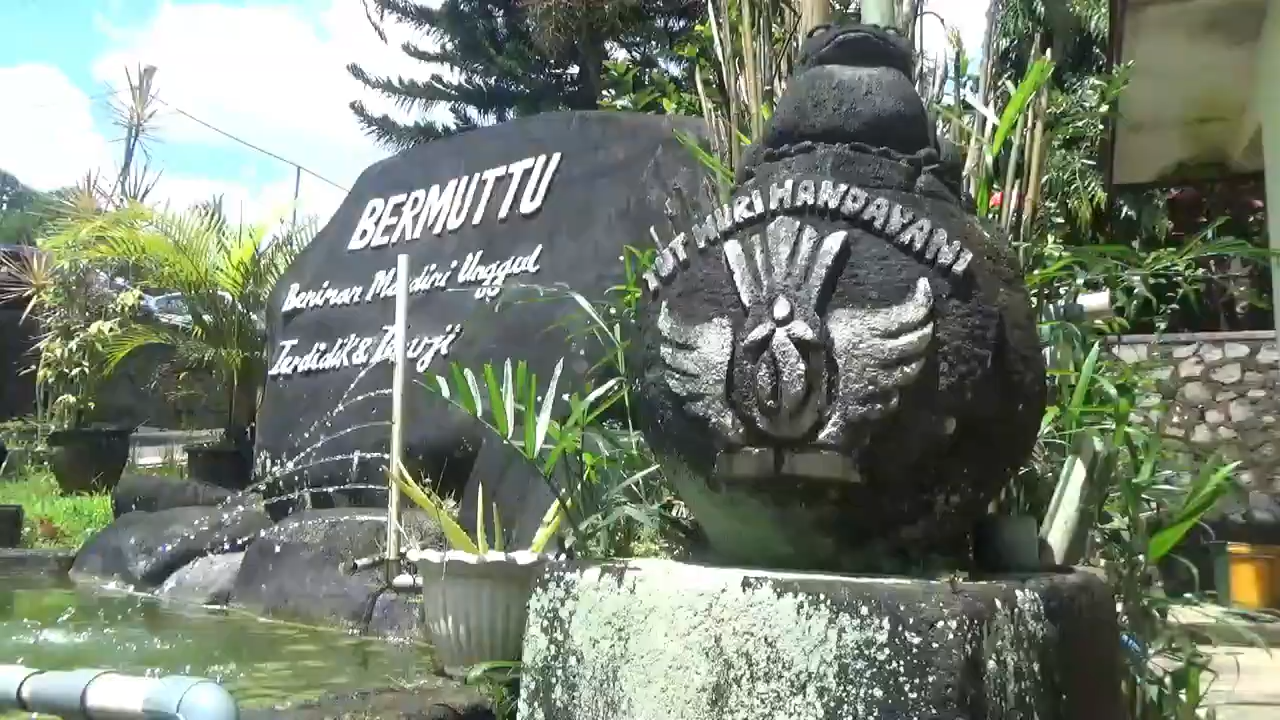 BERMUTTU
Beriman Mandiri Unggul
Terdidik & Teruji
TUT WURI HANDAYANI